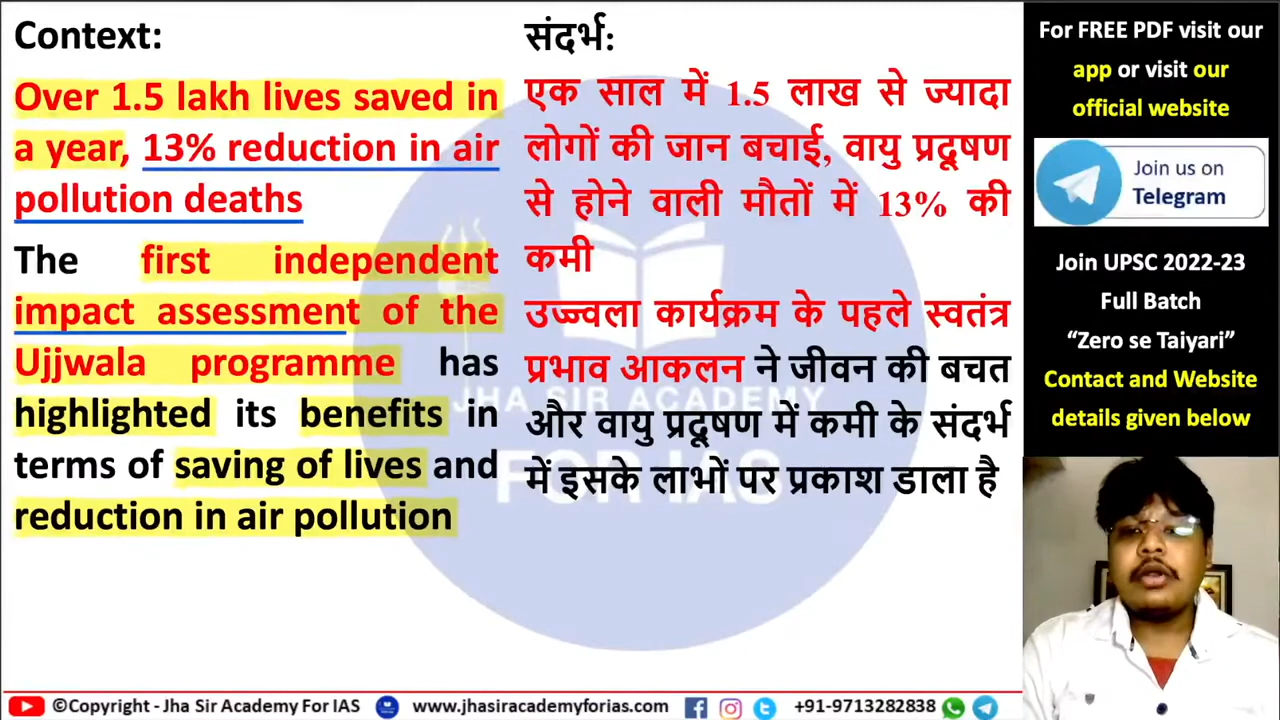 Context:
Over 1.5 lakh lives saved in
a year, 13% reduction in air
pollution deaths
The first independent
impact assessment of the
Ujjwala programme has
highlighted its benefits in
terms of saving of lives and
reduction in air pollution
संदर्भ:
एक साल में 1.5 लाख से ज्यादा
लोगों की जान बचाई, वायु प्रदूषण
से होने वाली मौतों में 13% की
कमी
उज्ज्वला कार्यक्रम के पहले स्वतंत्र
प्रभाव आकलन ने जीवन की बचत
और वायु प्रदूषण में कमी के संदर्भ
में इसके लाभों पर प्रकाश डाला है
JHA SIR ACADEMY
FOR IAS
For FREE PDF visit our
app or visit our
official website
Join us on
Telegram
Join UPSC 2022-23
Full Batch
“Zero se Taiyari”
Contact and Website
details given below
©Copyright - Jha Sir Academy For IAS
www.jhasiracademyforias.com
+91-9713282838